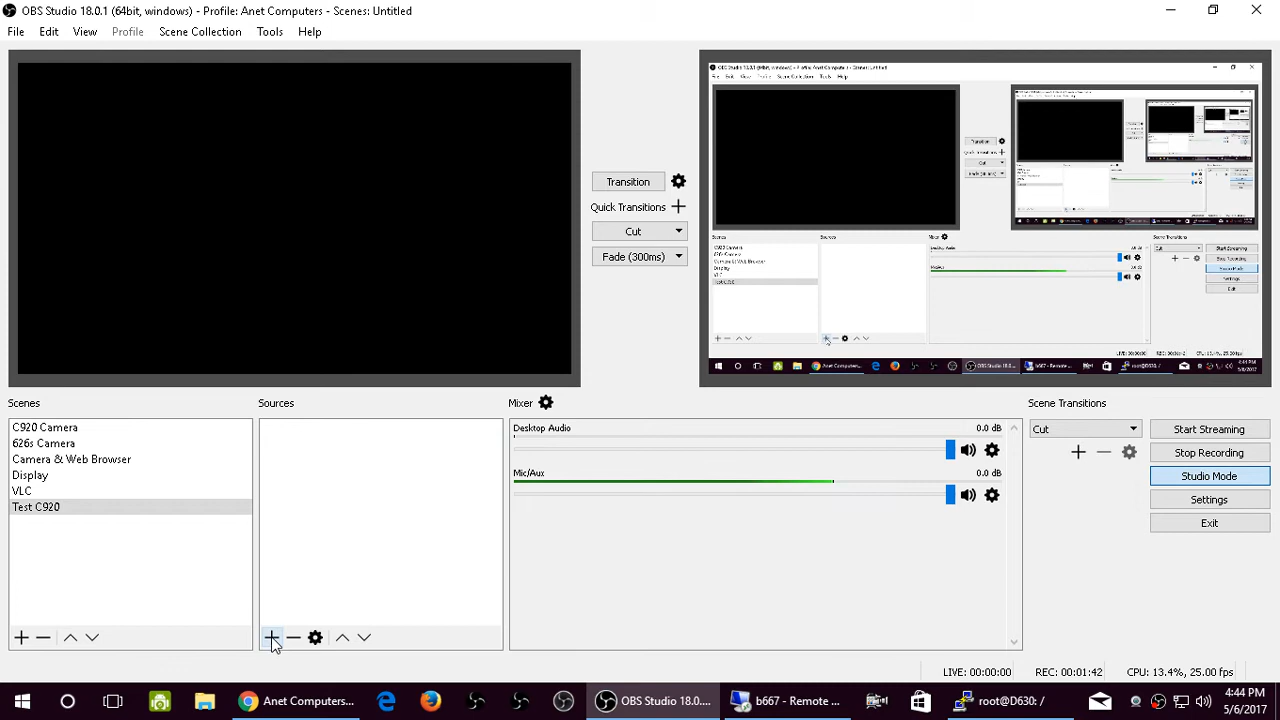 OBS Studio 18.0.1 (64bit, windows) - Profile: Anet Computers - Scenes: Untitled
File Edit View Profile Scene Collection Tools Help
Transition
Quick Transitions
Cut
Fade (300ms)
Scenes
C920 Camera
626s Camera
Camera & Web Browser
Display
VLC
Test C920
Sources
Mixer
Desktop Audio 0.0 dB
Mic/Aux 0.0 dB
Scene Transitions
Cut
Start Streaming
Stop Recording
Studio Mode
Settings
Exit
LIVE: 00:00:00 REC: 00:01:42 CPU: 13.4%, 25.00 fps
Anet Computers... OBS Studio 18.0.... b667 - Remote ... root@D630: /
4:44 PM
5/6/2017